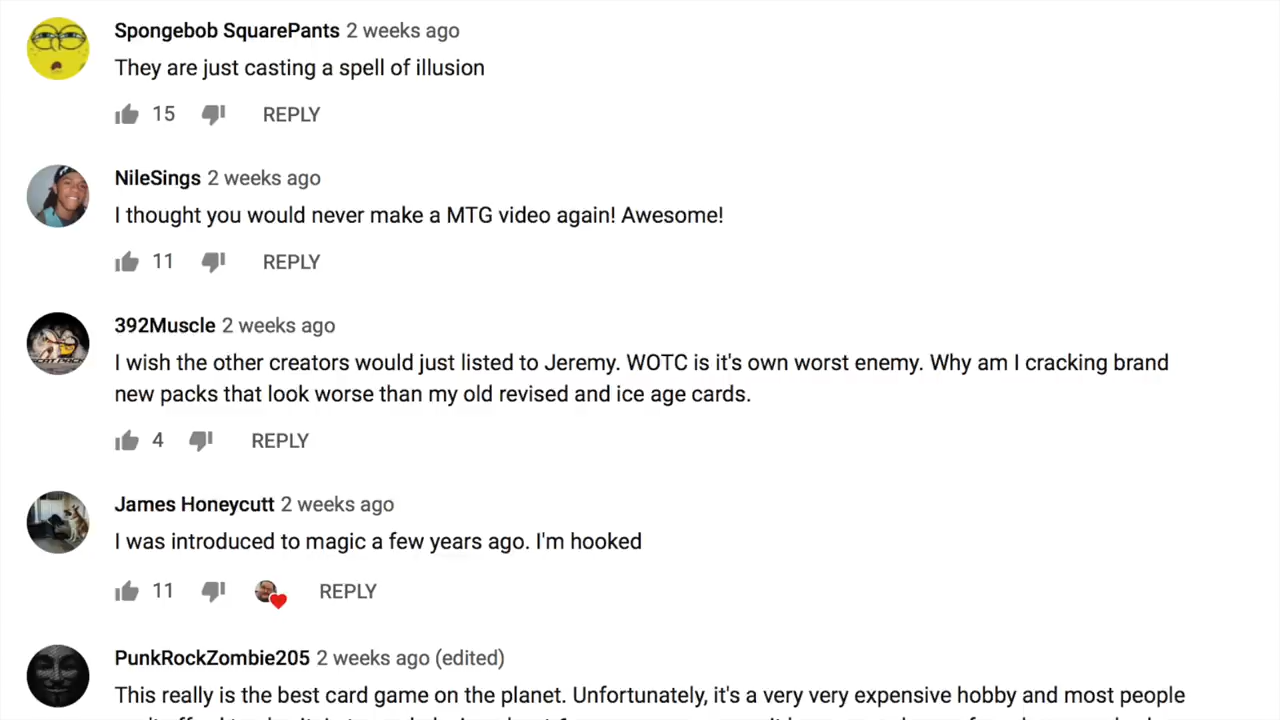 Spongebob SquarePants 2 weeks ago
They are just casting a spell of illusion
15 REPLY
NileSings 2 weeks ago
I thought you would never make a MTG video again! Awesome!
11 REPLY
392Muscle 2 weeks ago
I wish the other creators would just listed to Jeremy. WOTC is it's own worst enemy. Why am I cracking brand
new packs that look worse than my old revised and ice age cards.
4 REPLY
James Honeycutt 2 weeks ago
I was introduced to magic a few years ago. I'm hooked
11 REPLY
PunkRockZombie205 2 weeks ago (edited)
This really is the best card game on the planet. Unfortunately, it's a very very expensive hobby and most people